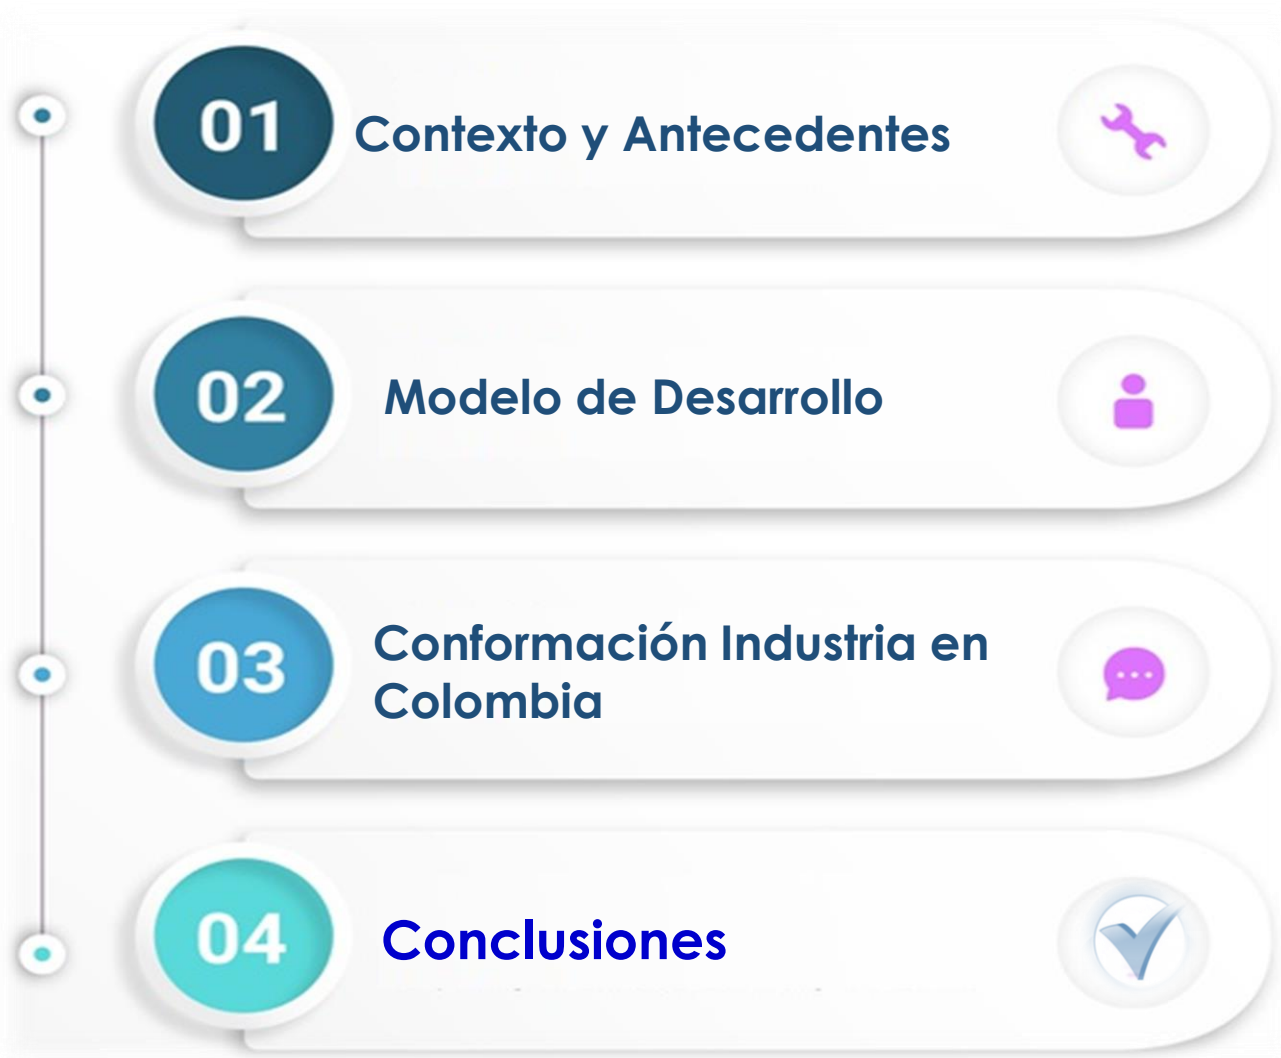 01
Contexto y Antecedentes
02
Modelo de Desarrollo
03
Conformación Industria en
Colombia
04
Conclusiones